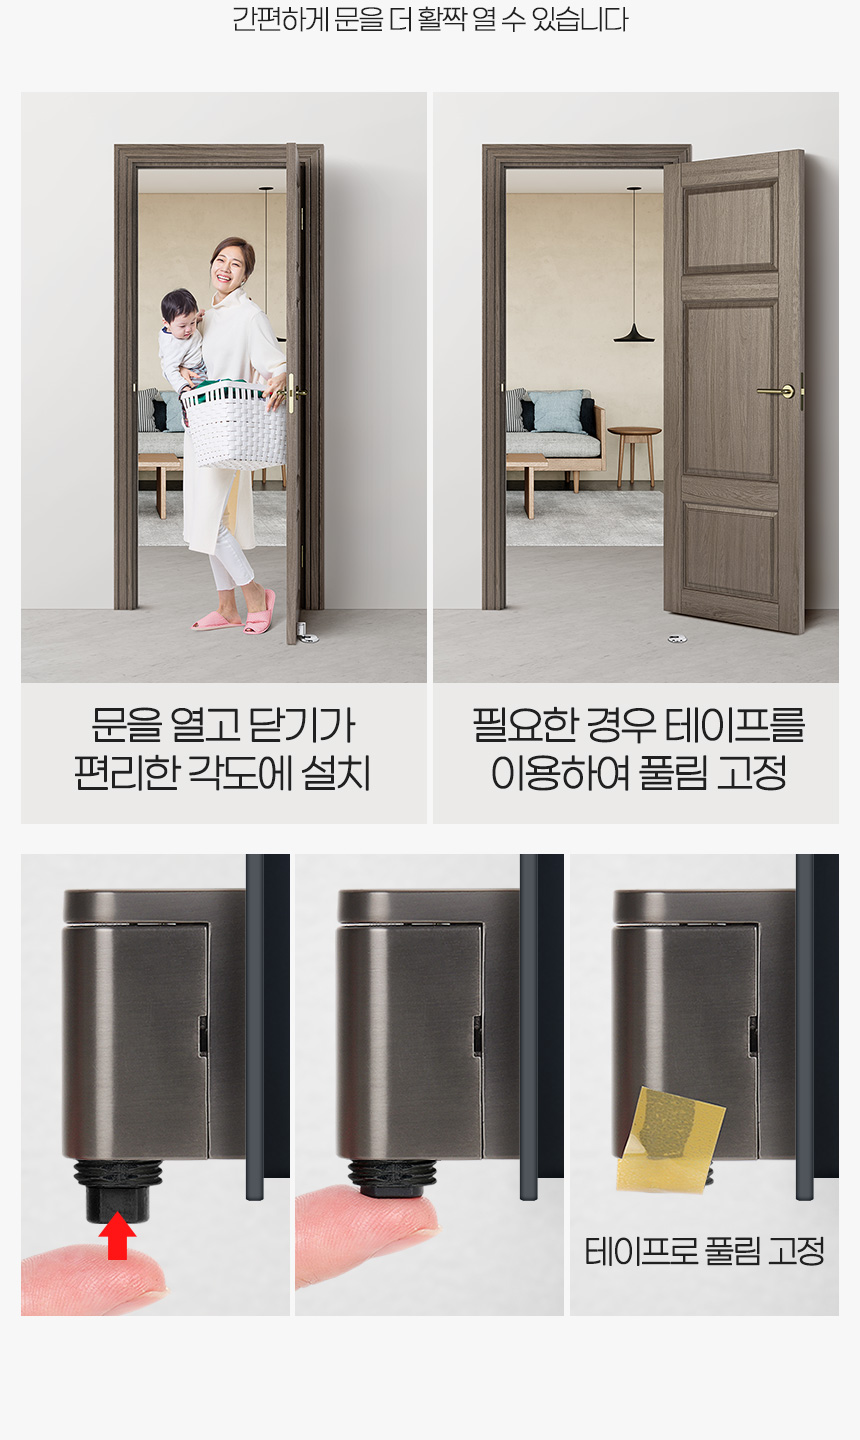 간편하게 문을 더 활짝 열 수 있습니다
문을 열고 닫기가
편리한 각도에 설치
필요한 경우 테이프를
이용하여 풀림 고정
테이프로 풀림 고정